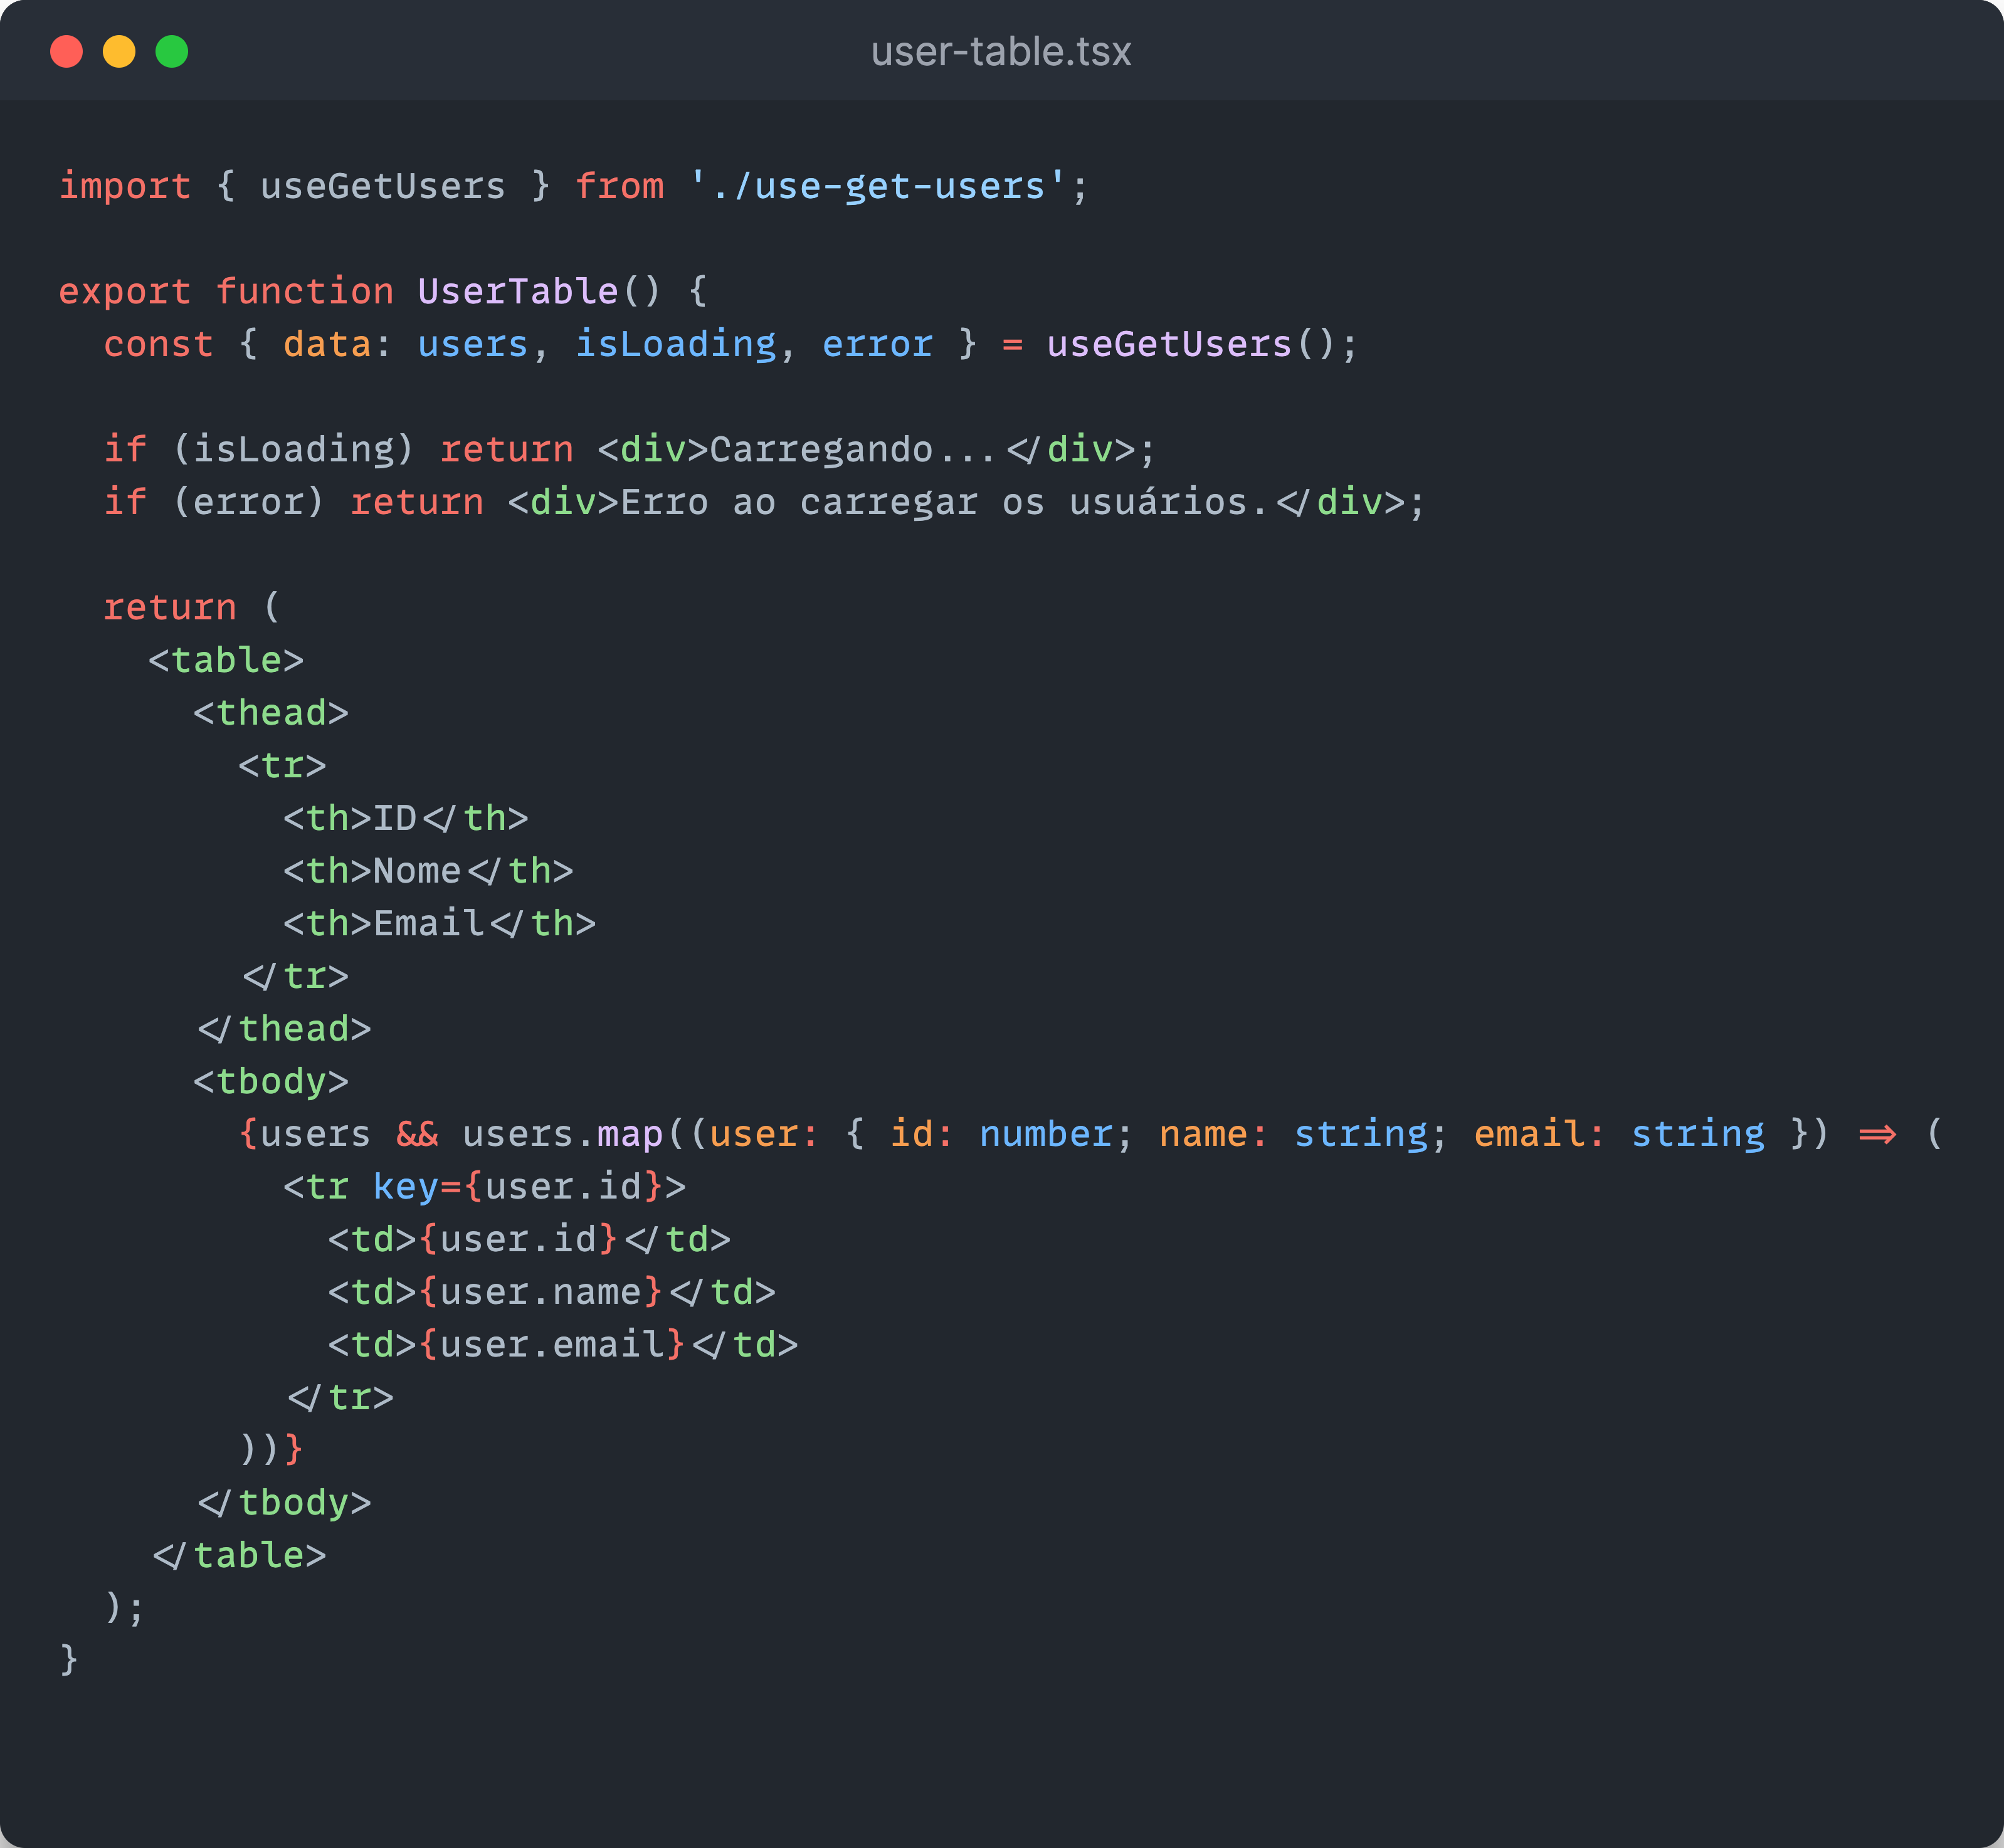 user-table.tsx
import { useGetUsers } from './use-get-users';
export function UserTable() {
  const { data: users, isLoading, error } = useGetUsers();
  if (isLoading) return <div>Carregando...</div>;
  if (error) return <div>Erro ao carregar os usuários.</div>;
  return (
    <table>
      <thead>
        <tr>
          <th>ID</th>
          <th>Nome</th>
          <th>Email</th>
        </tr>
      </thead>
      <tbody>
        {users && users.map((user: { id: number; name: string; email: string }) => (
          <tr key={user.id}>
            <td>{user.id}</td>
            <td>{user.name}</td>
            <td>{user.email}</td>
          </tr>
        ))}
      </tbody>
    </table>
  );
}